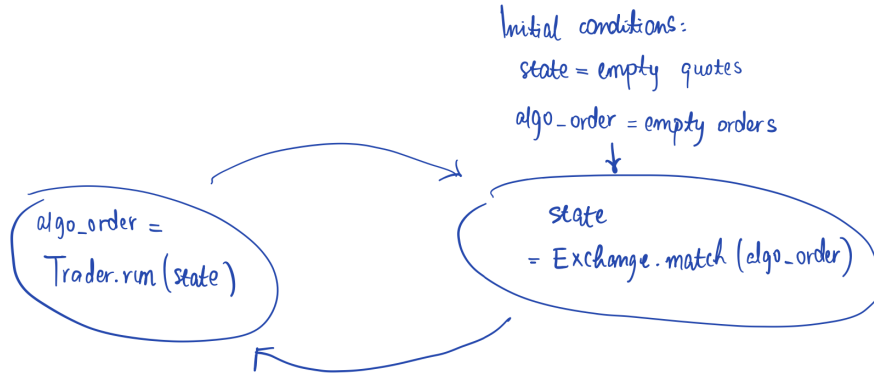 Initial conditions:
state = empty quotes
algo_order = empty orders
algo_order =
Trader.run(state)
state
= Exchange.match(algo_order)